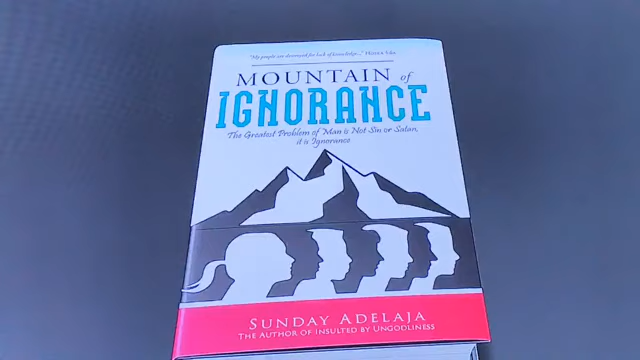 "My people are destroyed for lack of knowledge..." Hosea 4:6a
MOUNTAIN of
IGNORANCE
The Greatest Problem of Man is Not Sin or Satan,
it is Ignorance
SUNDAY ADELAJA
THE AUTHOR OF INSULTED BY UNGODLINESS